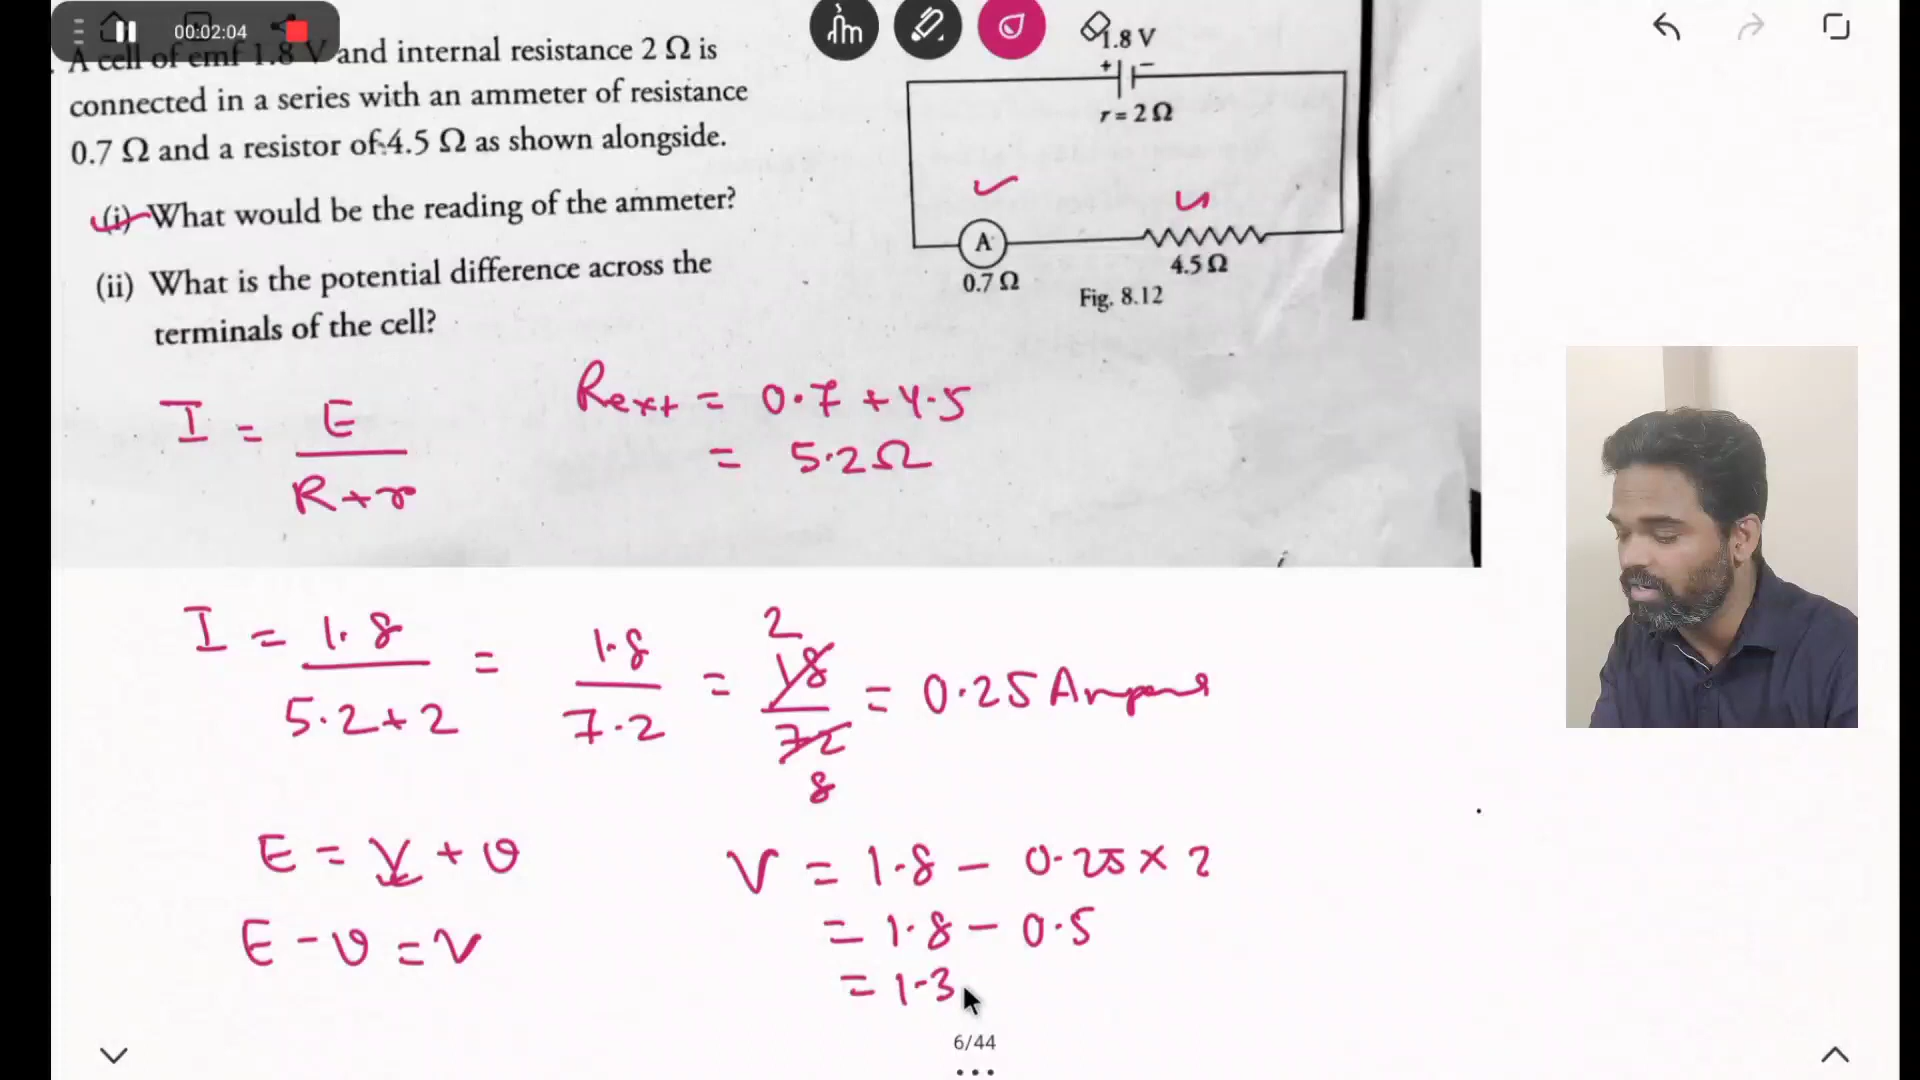 00:02:04
A cell of emf 1.8 V and internal resistance 2 Ω is
connected in a series with an ammeter of resistance
0.7 Ω and a resistor of 4.5 Ω as shown alongside.
(i) What would be the reading of the ammeter?
(ii) What is the potential difference across the
terminals of the cell?
1.8 V
+ −
r = 2 Ω
A
0.7 Ω
4.5 Ω
Fig. 8.12
I = E / R + r
Rext = 0.7 + 4.5
= 5.2 Ω
I = 1.8 / 5.2 + 2 = 1.8 / 7.2 = 18 / 72 = 0.25 Ampere
2
8
E = V + v
E - v = V
V = 1.8 - 0.25 × 2
= 1.8 - 0.5
= 1.3
6/44